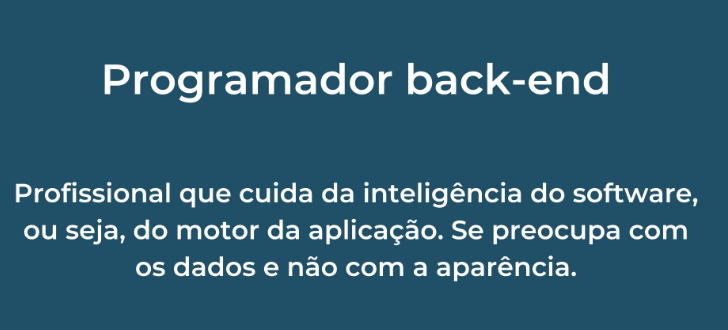 Programador back-end
Profissional que cuida da inteligência do software,
ou seja, do motor da aplicação. Se preocupa com
os dados e não com a aparência.